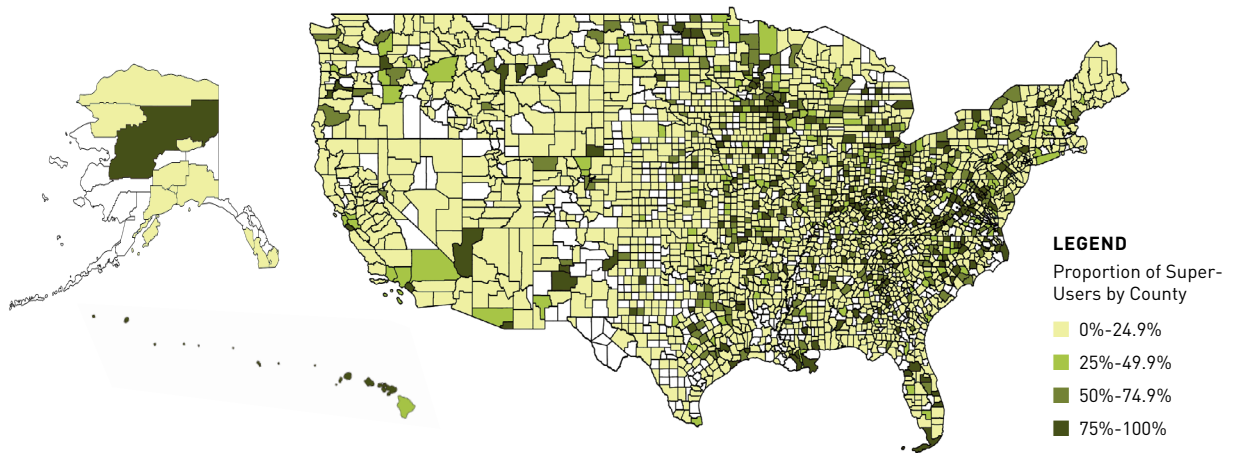 LEGEND
Proportion of Super-
Users by County
0%-24.9%
25%-49.9%
50%-74.9%
75%-100%